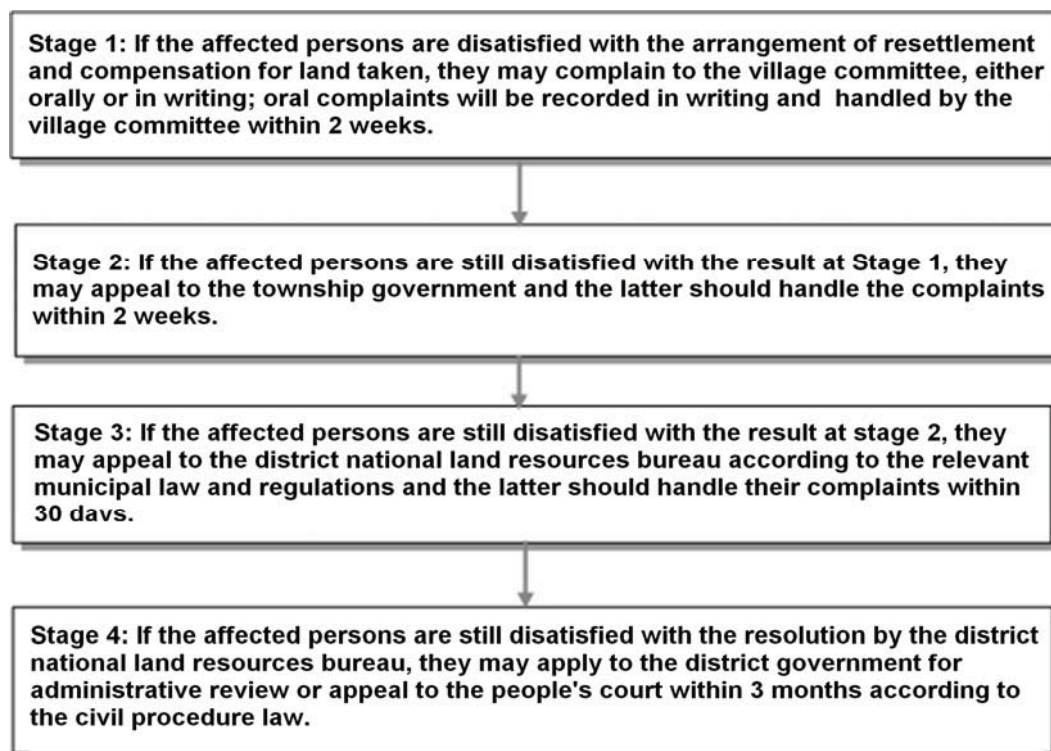 Stage 1: If the affected persons are disatisfied with the arrangement of resettlement
and compensation for land taken, they may complain to the village committee, either
orally or in writing; oral complaints will be recorded in writing and handled by the
village committee within 2 weeks.
Stage 2: If the affected persons are still disatisfied with the result at Stage 1, they
may appeal to the township government and the latter should handle the complaints
within 2 weeks.
Stage 3: If the affected persons are still disatisfied with the result at stage 2, they
may appeal to the district national land resources bureau according to the relevant
municipal law and regulations and the latter should handle their complaints within
30 days.
Stage 4: If the affected persons are still disatisfied with the resolution by the district
national land resources bureau, they may apply to the district government for
administrative review or appeal to the people's court within 3 months according to
the civil procedure law.